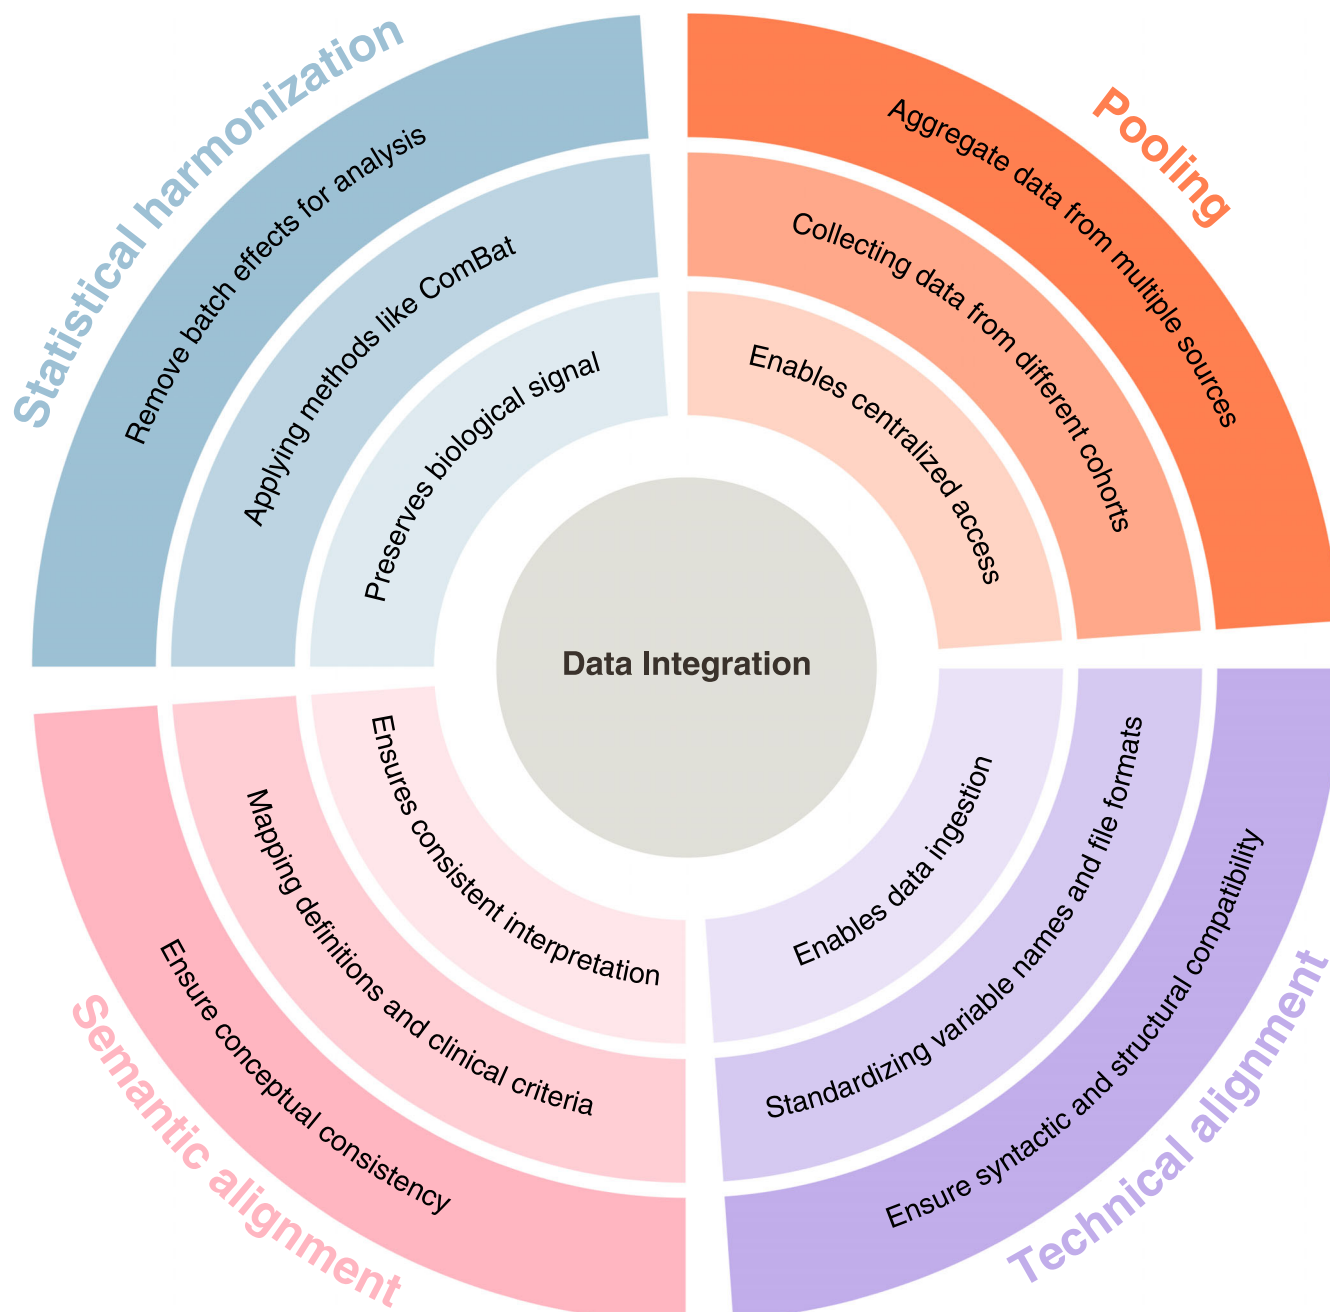 Statistical harmonization
Remove batch effects for analysis
Applying methods like ComBat
Preserves biological signal
Pooling
Aggregate data from multiple sources
Collecting data from different cohorts
Enables centralized access
Data Integration
Semantic alignment
Ensure conceptual consistency
Mapping definitions and clinical criteria
Ensures consistent interpretation
Technical alignment
Ensure syntactic and structural compatibility
Standardizing variable names and file formats
Enables data ingestion